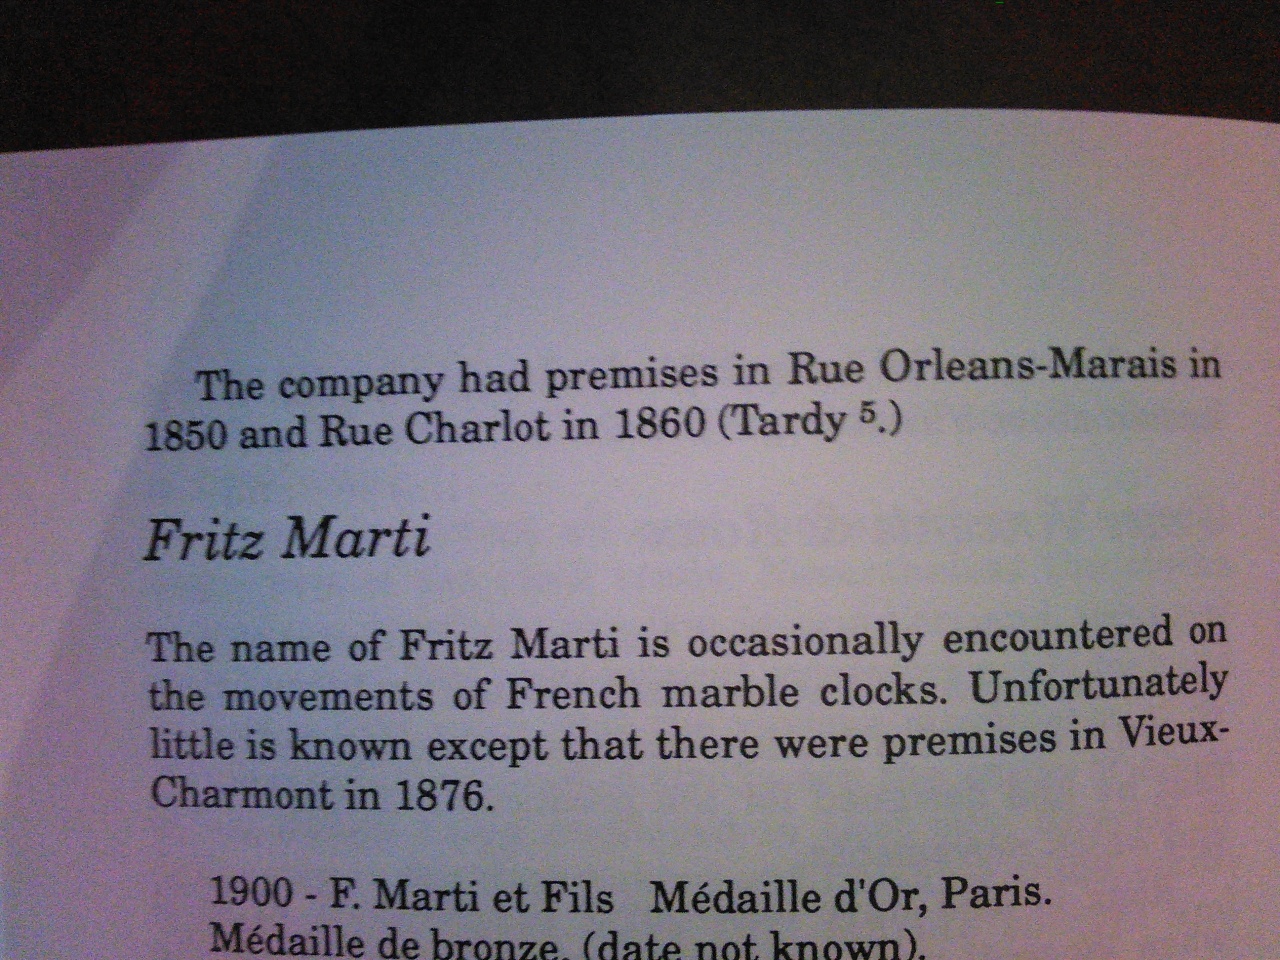 The company had premises in Rue Orleans-Marais in
1850 and Rue Charlot in 1860 (Tardy ⁵.)
Fritz Marti
The name of Fritz Marti is occasionally encountered on
the movements of French marble clocks. Unfortunately
little is known except that there were premises in Vieux-
Charmont in 1876.
1900 - F. Marti et Fils Médaille d'Or, Paris.
Médaille de bronze, (date not known).